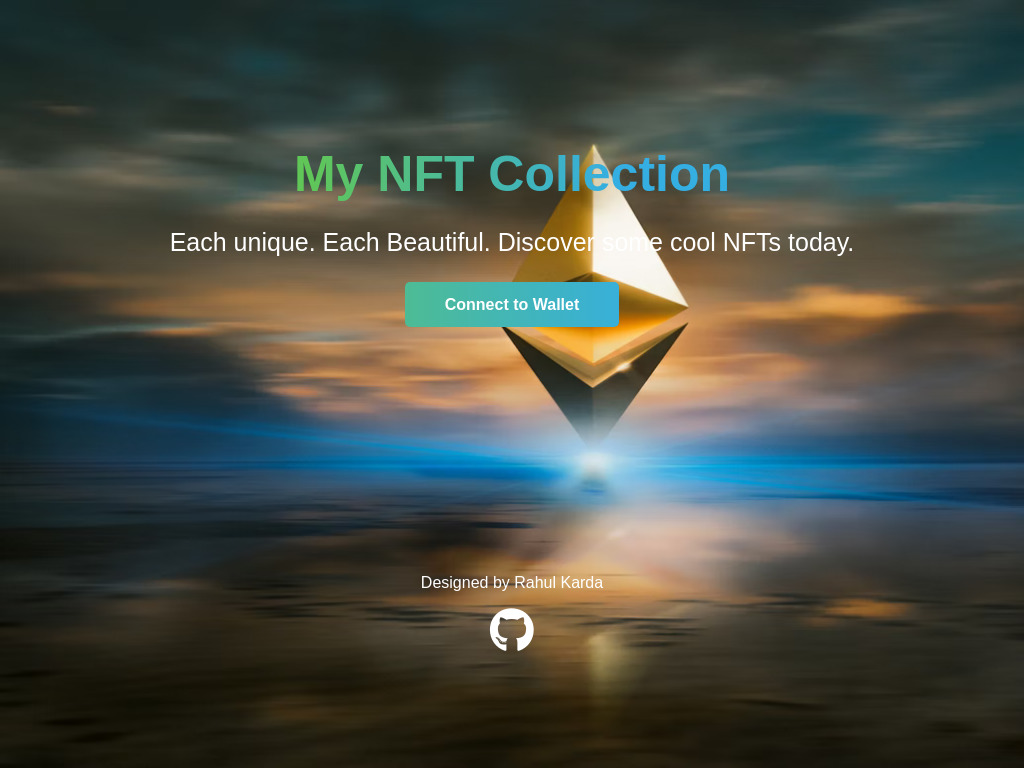 My NFT Collection
Each unique. Each Beautiful. Discover some cool NFTs today.
Connect to Wallet
Designed by Rahul Karda